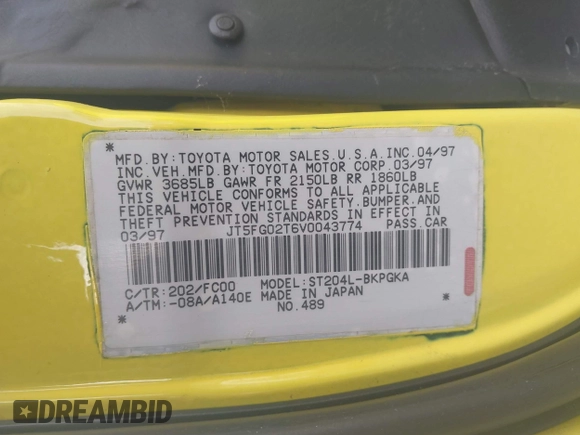 MFD.BY:TOYOTA MOTOR SALES.U.S.A.INC.04/97
INC.VEH.MFD.BY:TOYOTA MOTOR CORP.03/97
GVWR 3685LB GAWR FR 2150LB RR 1860LB
THIS VEHICLE CONFORMS TO ALL APPLICABLE
FEDERAL MOTOR VEHICLE SAFETY.BUMPER.AND
THEFT PREVENTION STANDARDS IN EFFECT IN
03/97 JT5FG02T6V0043774 PASS.CAR
C/TR:202/FC00 MODEL:ST204L-BKPGKA
A/TM:-08A/A140E MADE IN JAPAN
NO.489
DREAMBID